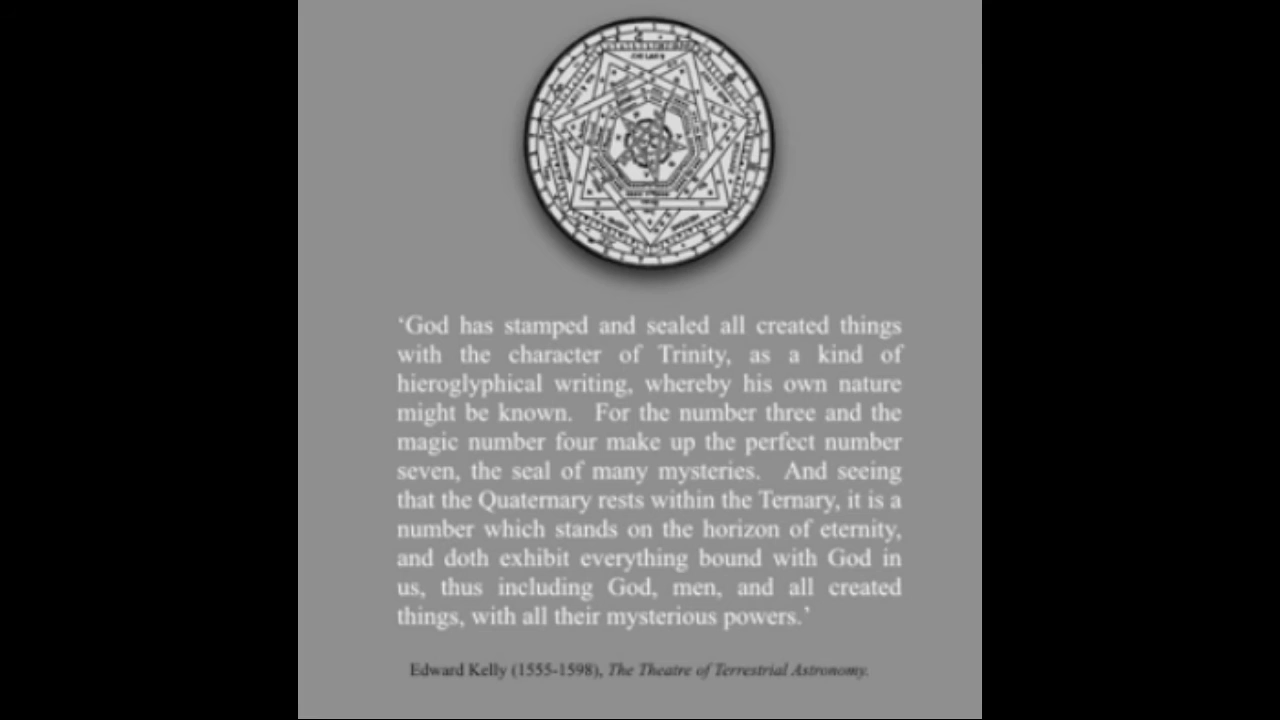 ‘God has stamped and sealed all created things
with the character of Trinity, as a kind of
hieroglyphical writing, whereby his own nature
might be known. For the number three and the
magic number four make up the perfect number
seven, the seal of many mysteries. And seeing
that the Quaternary rests within the Ternary, it is a
number which stands on the horizon of eternity,
and doth exhibit everything bound with God in
us, thus including God, men, and all created
things, with all their mysterious powers.’
Edward Kelly (1555-1598), The Theatre of Terrestrial Astronomy.